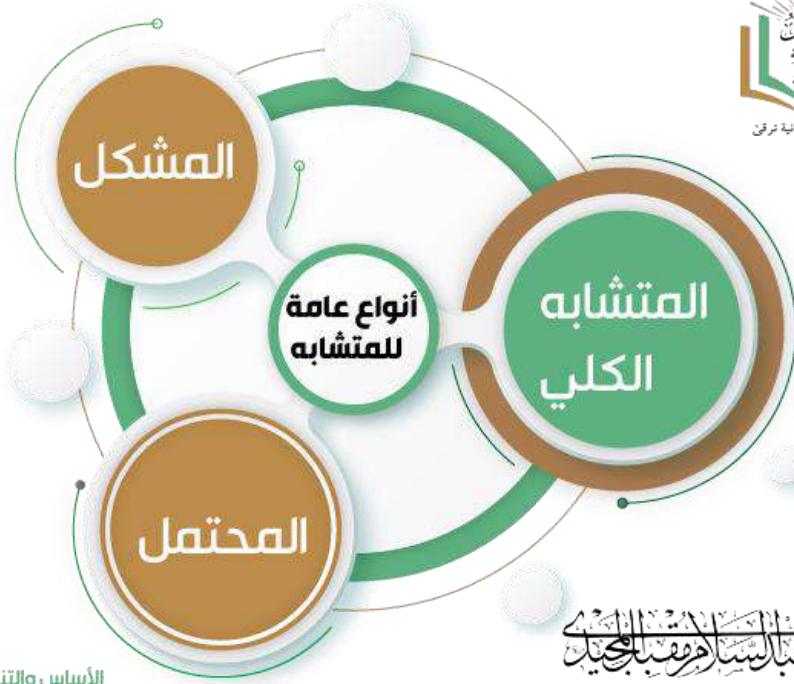 المشكل
أنواع عامة
للمتشابه
المتشابه
الكلي
المحتمل